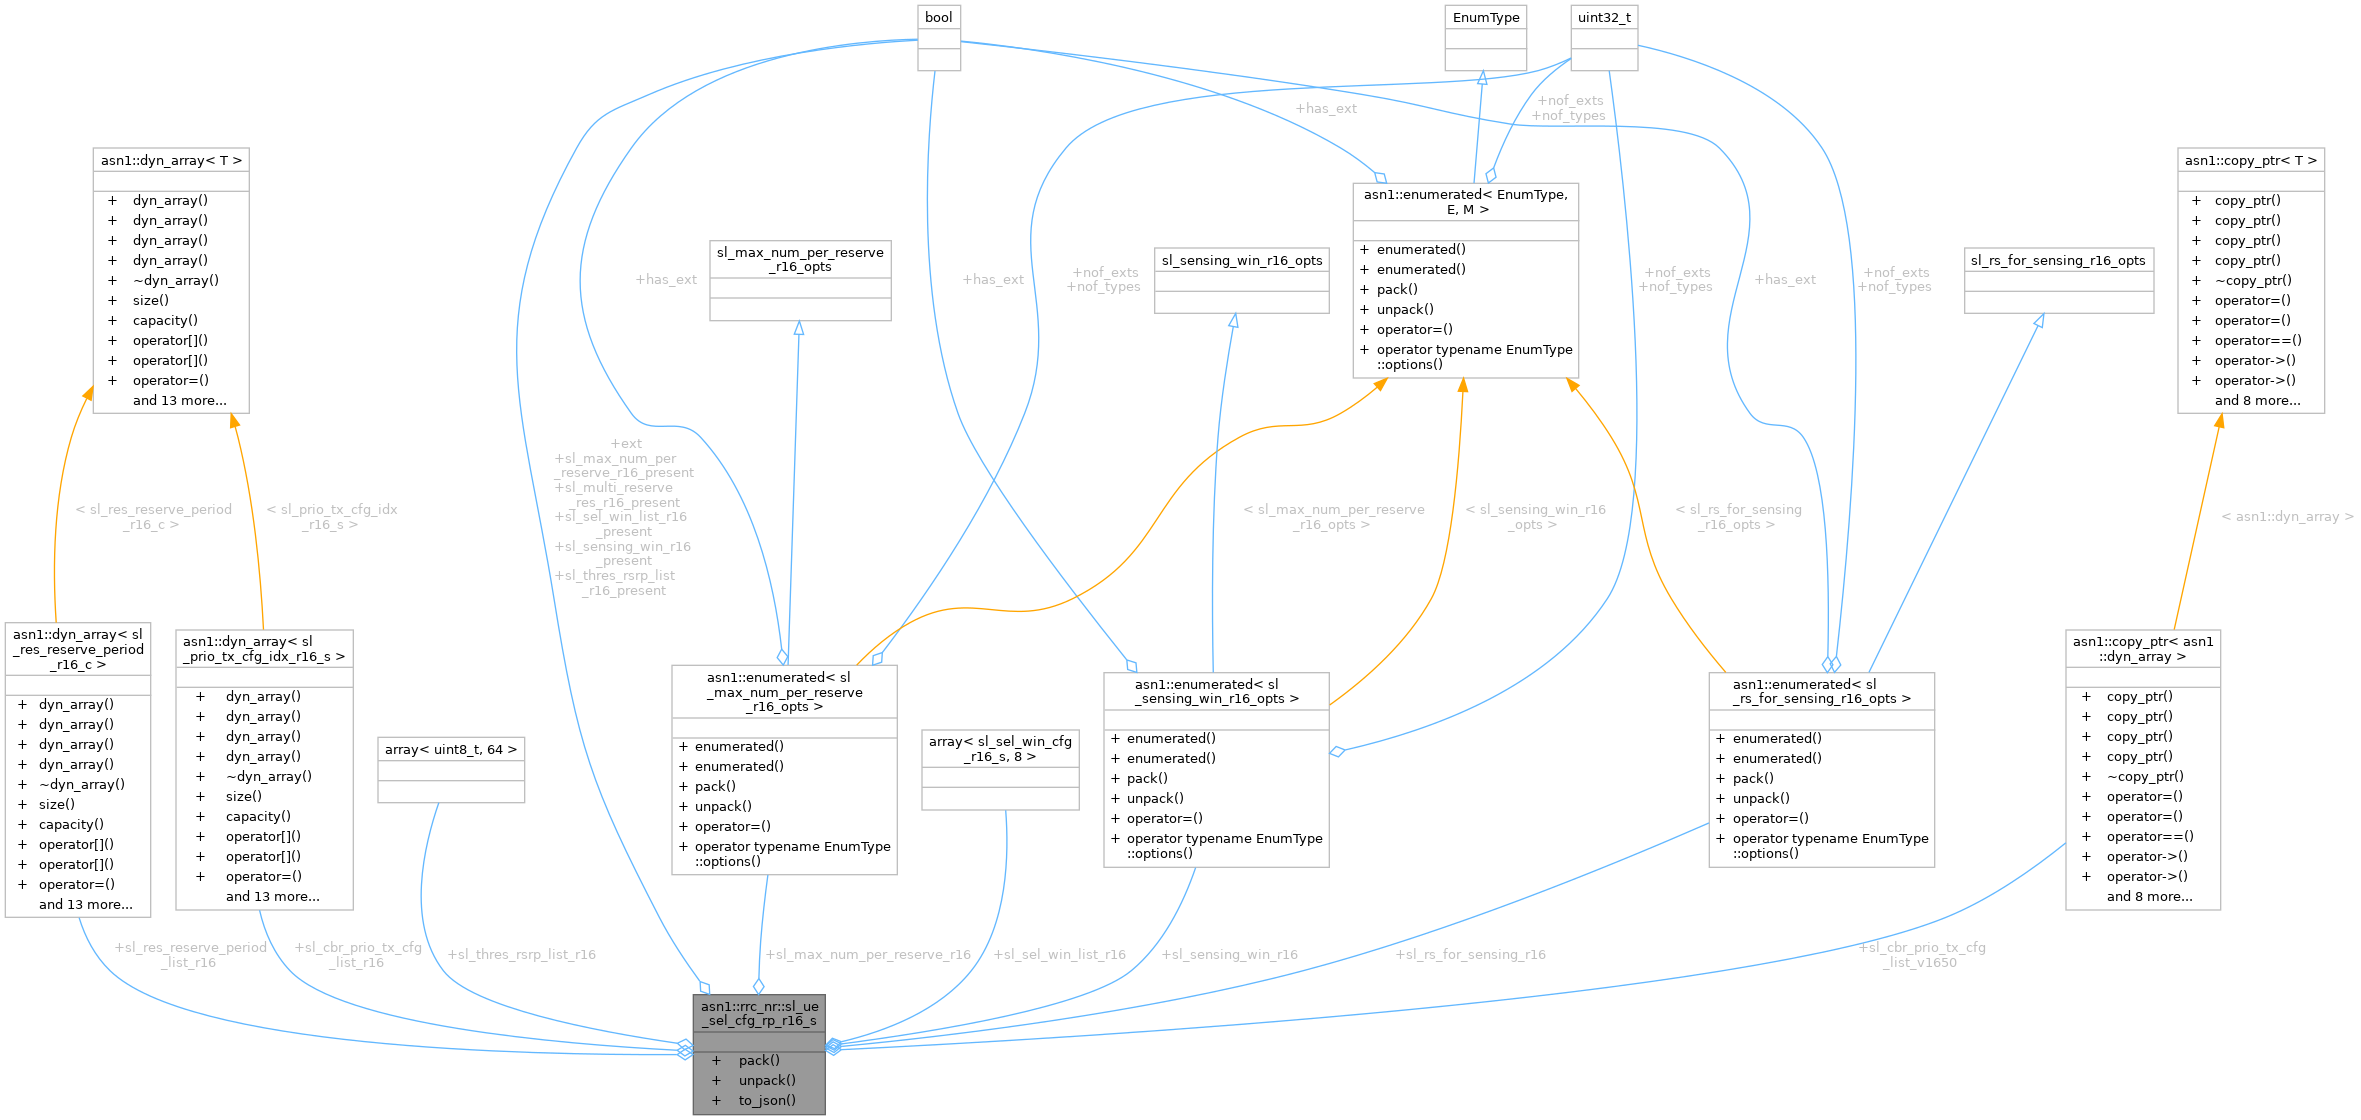 bool
EnumType
uint32_t
+has_ext
+nof_exts
+nof_types
asn1::dyn_array< T >
+ dyn_array()
+ dyn_array()
+ dyn_array()
+ dyn_array()
+ ~dyn_array()
+ size()
+ capacity()
+ operator[]()
+ operator[]()
+ operator=()
and 13 more...
asn1::copy_ptr< T >
+ copy_ptr()
+ copy_ptr()
+ copy_ptr()
+ copy_ptr()
+ ~copy_ptr()
+ operator=()
+ operator=()
+ operator==()
+ operator->()
+ operator->()
and 8 more...
asn1::enumerated< EnumType,
E, M >
+ enumerated()
+ enumerated()
+ pack()
+ unpack()
+ operator=()
+ operator typename EnumType
::options()
+has_ext
sl_max_num_per_reserve
_r16_opts
+has_ext
+nof_exts
+nof_types
sl_sensing_win_r16_opts
+nof_exts
+nof_types
+has_ext
+nof_exts
+nof_types
sl_rs_for_sensing_r16_opts
+ext
+sl_max_num_per
_reserve_r16_present
+sl_multi_reserve
_res_r16_present
+sl_sel_win_list_r16
_present
+sl_sensing_win_r16
_present
+sl_thres_rsrp_list
_r16_present
< sl_res_reserve_period
_r16_c >
< sl_prio_tx_cfg_idx
_r16_s >
< sl_max_num_per_reserve
_r16_opts >
< sl_sensing_win_r16
_opts >
< sl_rs_for_sensing
_r16_opts >
< asn1::dyn_array >
asn1::dyn_array< sl
_res_reserve_period
_r16_c >
+ dyn_array()
+ dyn_array()
+ dyn_array()
+ dyn_array()
+ ~dyn_array()
+ size()
+ capacity()
+ operator[]()
+ operator[]()
+ operator=()
and 13 more...
asn1::dyn_array< sl
_prio_tx_cfg_idx_r16_s >
+ dyn_array()
+ dyn_array()
+ dyn_array()
+ dyn_array()
+ ~dyn_array()
+ size()
+ capacity()
+ operator[]()
+ operator[]()
+ operator=()
and 13 more...
array< uint8_t, 64 >
asn1::enumerated< sl
_max_num_per_reserve
_r16_opts >
+ enumerated()
+ enumerated()
+ pack()
+ unpack()
+ operator=()
+ operator typename EnumType
::options()
array< sl_sel_win_cfg
_r16_s, 8 >
asn1::enumerated< sl
_sensing_win_r16_opts >
+ enumerated()
+ enumerated()
+ pack()
+ unpack()
+ operator=()
+ operator typename EnumType
::options()
asn1::enumerated< sl
_rs_for_sensing_r16_opts >
+ enumerated()
+ enumerated()
+ pack()
+ unpack()
+ operator=()
+ operator typename EnumType
::options()
asn1::copy_ptr< asn1
::dyn_array >
+ copy_ptr()
+ copy_ptr()
+ copy_ptr()
+ copy_ptr()
+ ~copy_ptr()
+ operator=()
+ operator=()
+ operator==()
+ operator->()
+ operator->()
and 8 more...
+sl_res_reserve_period
_list_r16
+sl_cbr_prio_tx_cfg
_list_r16
+sl_thres_rsrp_list_r16
+sl_max_num_per_reserve_r16
+sl_sel_win_list_r16
+sl_sensing_win_r16
+sl_rs_for_sensing_r16
+sl_cbr_prio_tx_cfg
_list_v1650
asn1::rrc_nr::sl_ue
_sel_cfg_rp_r16_s
+ pack()
+ unpack()
+ to_json()